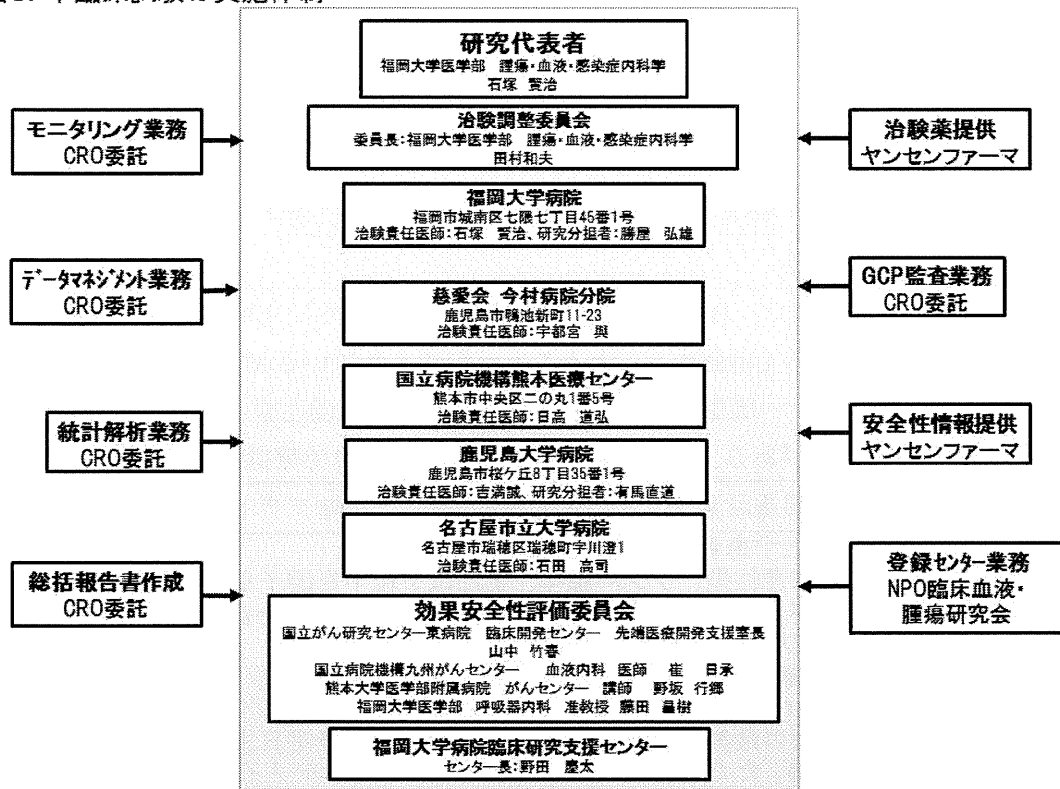 研究代表者
福岡大学医学部 腫瘍・血液・感染症内科学
石塚 賢治
治験調整委員会
委員長:福岡大学医学部 腫瘍・血液・感染症内科学
田村和夫
福岡大学病院
福岡市城南区七隈七丁目45番1号
治験責任医師:石塚 賢治、研究分担者:勝屋 弘雄
慈愛会 今村病院分院
鹿児島市鴨池新町11-23
治験責任医師:宇都宮 與
国立病院機構熊本医療センター
熊本市中央区二の丸1番5号
治験責任医師:日高 道弘
鹿児島大学病院
鹿児島市桜ケ丘8丁目35番1号
治験責任医師:吉満誠、研究分担者:有馬直道
名古屋市立大学病院
名古屋市瑞穂区瑞穂町字川澄1
治験責任医師:石田 高司
効果安全性評価委員会
国立がん研究センター東病院 臨床開発センター 先端医療開発支援室長
山中 竹春
国立病院機構九州がんセンター 血液内科 医師 崔 日承
熊本大学医学部附属病院 がんセンター 講師 野坂 行郷
福岡大学医学部 呼吸器内科 准教授 藤田 昌樹
福岡大学病院臨床研究支援センター
センター長:野田 慶太
モニタリング業務
CRO委託
データマネジメント業務
CRO委託
統計解析業務
CRO委託
総括報告書作成
CRO委託
治験薬提供
ヤンセンファーマ
GCP監査業務
CRO委託
安全性情報提供
ヤンセンファーマ
登録センター業務
NPO臨床血液・
腫瘍研究会